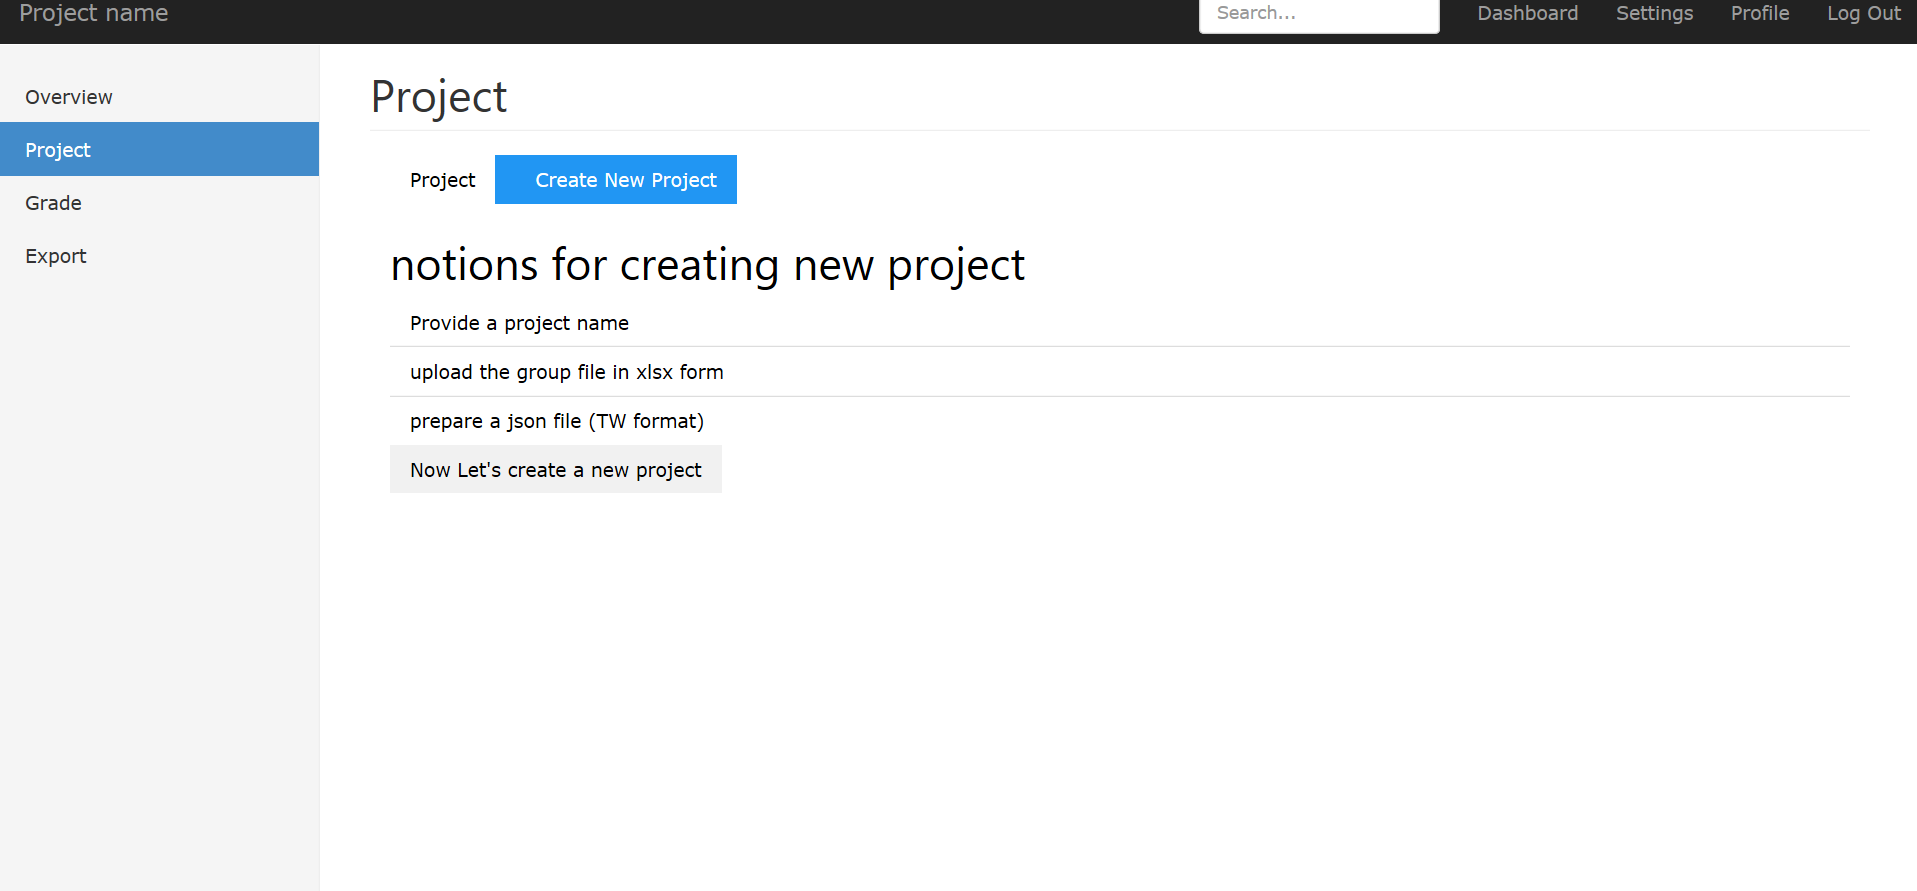 Project name
Search...
Dashboard Settings Profile Log Out
Overview
Project
Grade
Export
Project
Project Create New Project
notions for creating new project
Provide a project name
upload the group file in xlsx form
prepare a json file (TW format)
Now Let's create a new project